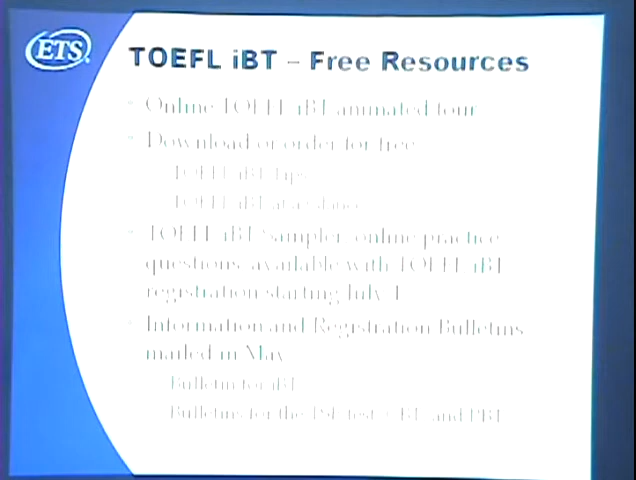 ETS
TOEFL iBT – Free Resources
Online TOEFL iBT animated tour
Download or order for free
TOEFL iBT Tips
TOEFL iBT at a Glance
TOEFL iBT Sampler online practice
questions available with TOEFL iBT
registration starting July 1
Information and Registration Bulletins
mailed in May
Bulletin for iBT
Bulletins for the TSE test, CBT, and PBT